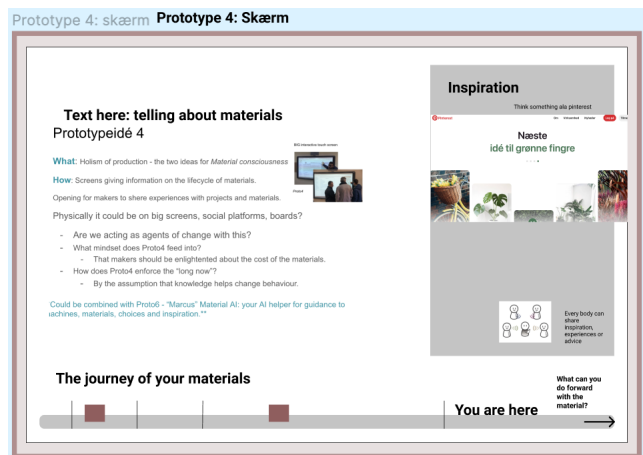 Prototype 4: skærm Prototype 4: Skærm
Inspiration
Think something ala pinterest
Pinterest
Næste
idé til grønne fingre
Text here: telling about materials
Prototypeidé 4
What: Holism of production - the two ideas for Material consciousness
How: Screens giving information on the lifecycle of materials.
Opening for makers to shere experiences with projects and materials.
Physically it could be on big screens, social platforms, boards?
- Are we acting as agents of change with this?
- What mindset does Proto4 feed into?
- That makers should be enlightented about the cost of the materials.
- How does Proto4 enforce the “long now”?
- By the assumption that knowledge helps change behaviour.
Could be combined with Proto6 - “Marcus” Material AI: your AI helper for guidance to
achines, materials, choices and inspiration.**
BIG interactive touch screen
Proto4
Every body can
share
Inspiration,
experiences or
advice
The journey of your materials
You are here
What can you
do forward
with the
material?